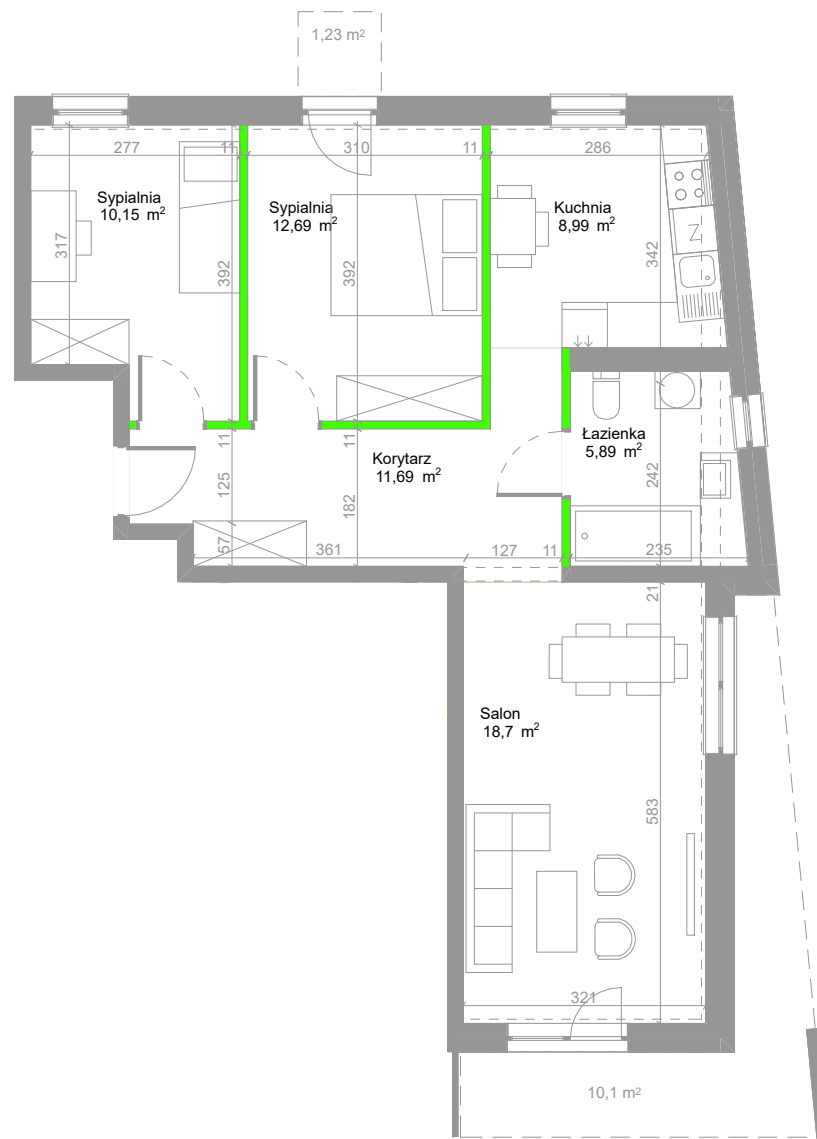 1,23 m²
277
11
310
11
286
Sypialnia
10,15 m²
Sypialnia
12,69 m²
Kuchnia
8,99 m²
317
392
392
342
Z
Łazienka
5,89 m²
Korytarz
11,69 m²
11
11
125
182
242
57
361
127
11
235
21
Salon
18,7 m²
583
321
10,1 m²